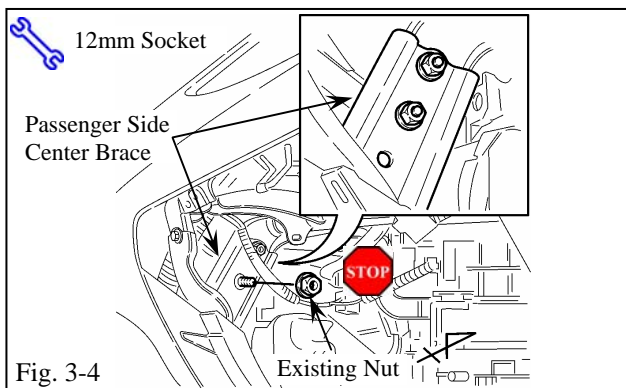 12mm Socket
Passenger Side
Center Brace
STOP
Existing Nut
Fig. 3-4